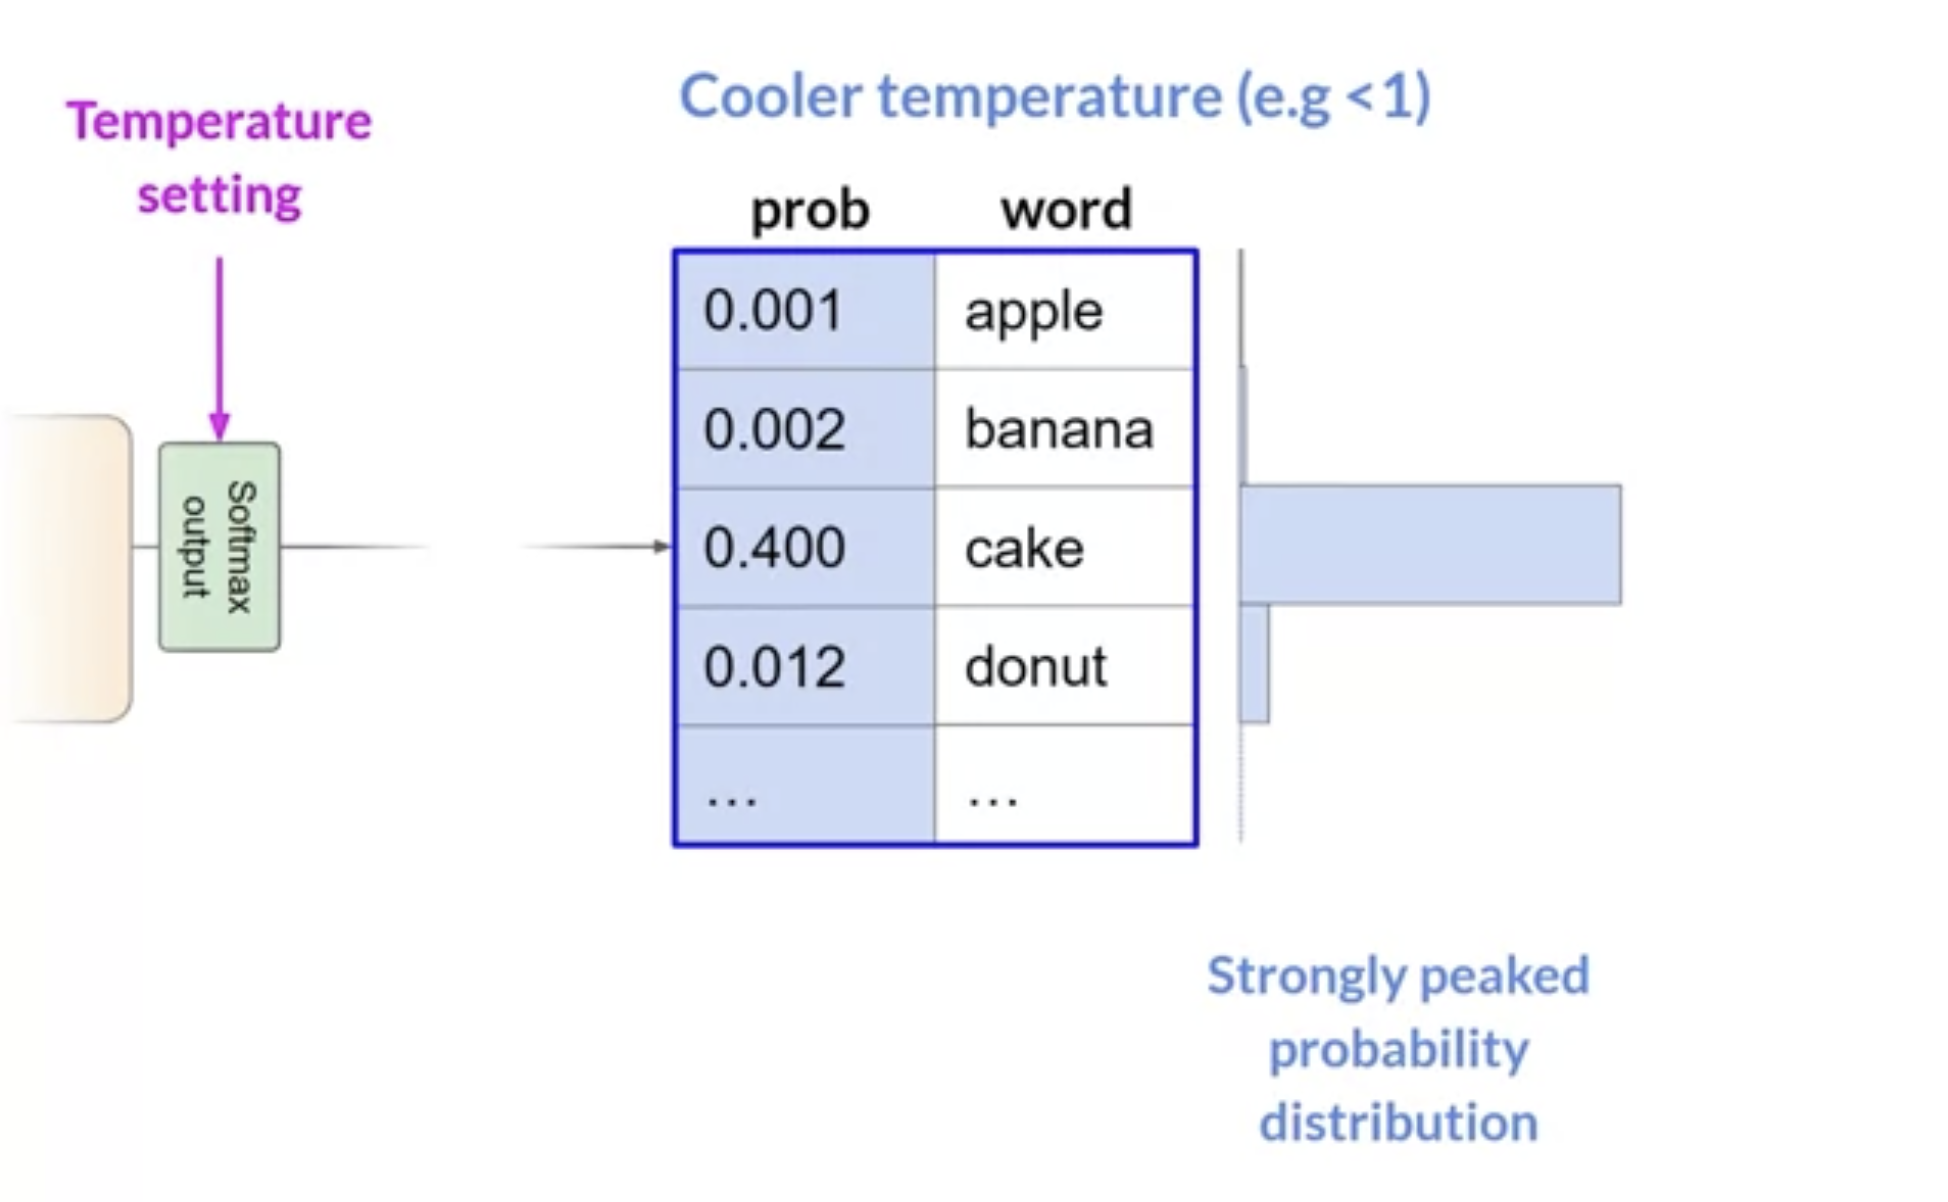 Temperature
setting
Softmax
output
Cooler temperature (e.g <1)
prob word
0.001 apple
0.002 banana
0.400 cake
0.012 donut
... ...
Strongly peaked
probability
distribution